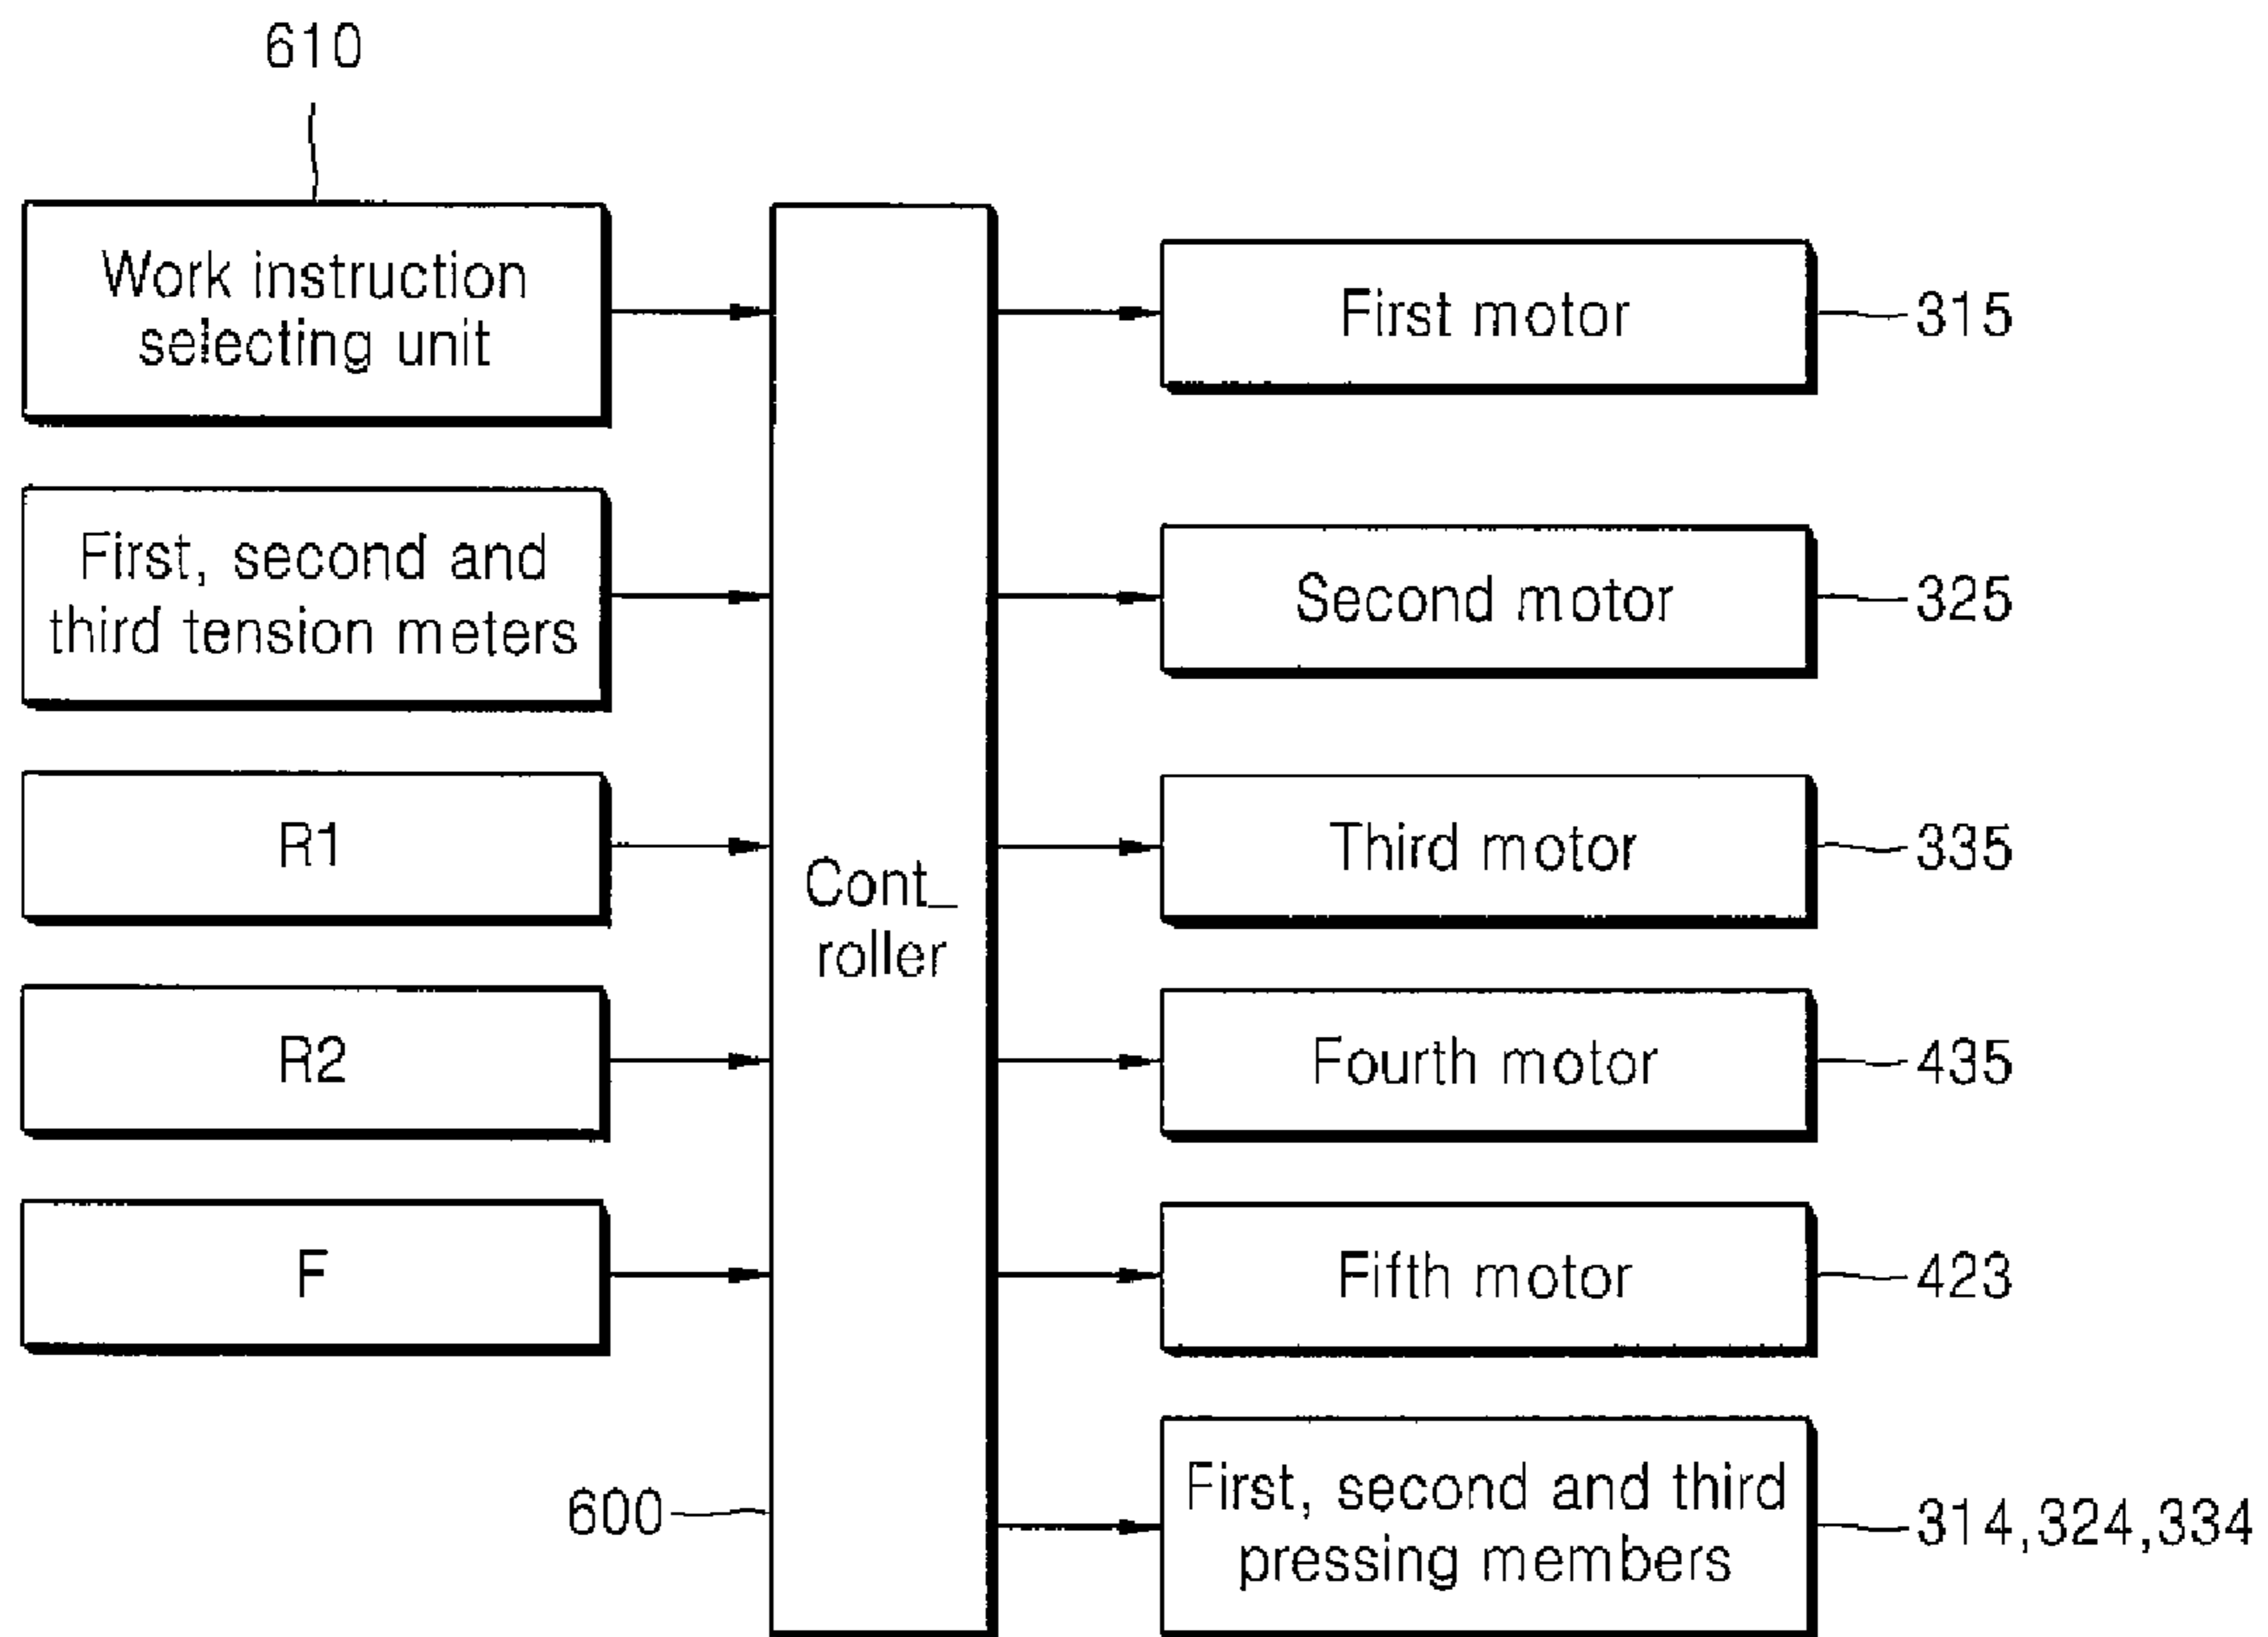 610
Work instruction
selecting unit
First, second and
third tension meters
R1
R2
F
Cont_
roller
600
First motor
315
Second motor
325
Third motor
335
Fourth motor
435
Fifth motor
423
First, second and third
pressing members
314,324,334